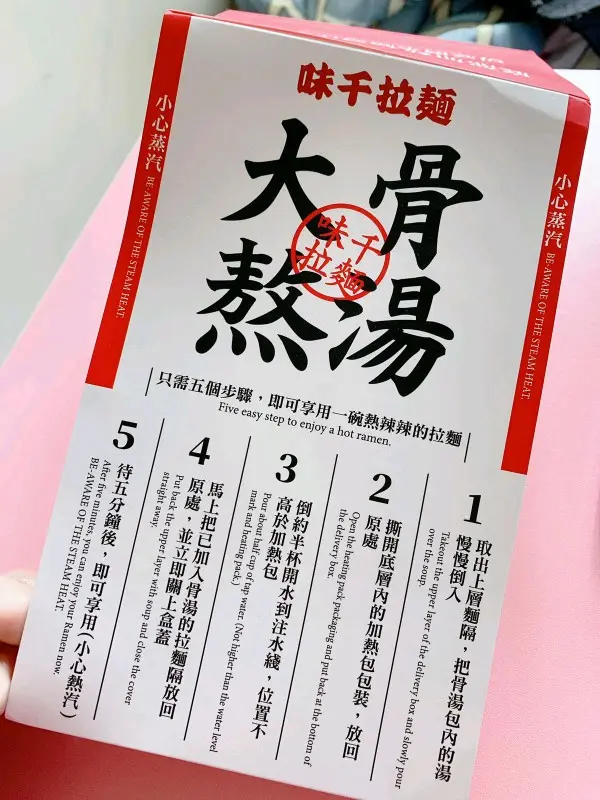 味千拉麵
大骨
熬湯
味千
拉麵
小心蒸汽 BE-AWARE OF THE STEAM HEAT.
小心蒸汽 BE-AWARE OF THE STEAM HEAT.
只需五個步驟，即可享用一碗熱辣辣的拉麵
Five easy step to enjoy a hot ramen.
1
取出上層麵隔，把骨湯包內的湯
慢慢倒入
Takeout the upper layer of the delivery box and slowly pour
over the soup.
2
撕開底層內的加熱包包裝，放回
原處
Open the heating pack packaging and put back at the bottom of
the delivery box.
3
倒約半杯開水到注水綫，位置不
高於加熱包
Pour about half cup of tap water. (Nor higher than the water level
mark and heating pack)
4
馬上把已加入骨湯的拉麵隔放回
原處，並立即關上盒蓋
Put back the upper layer with soup and close the cover
straight away.
5
待五分鐘後，即可享用(小心熱汽)
After five minutes, you can enjoy your Ramen now.
BE-AWARE OF THE STEAM HEAT.